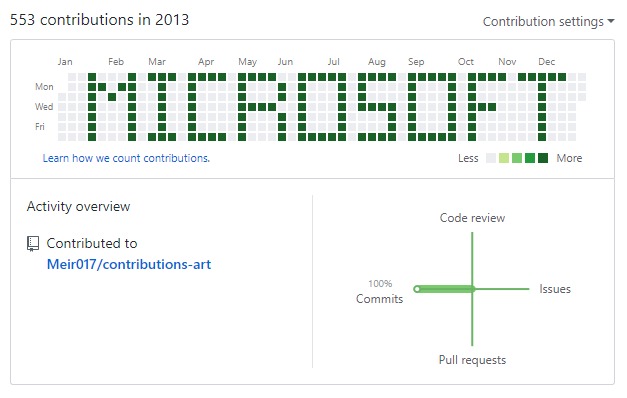 553 contributions in 2013
Contribution settings
Jan Feb Mar Apr May Jun Jul Aug Sep Oct Nov Dec
Mon
Wed
Fri
MICROSOFT
Learn how we count contributions.
Less More
Activity overview
Contributed to
Meir017/contributions-art
Code review
100%
Commits
Issues
Pull requests